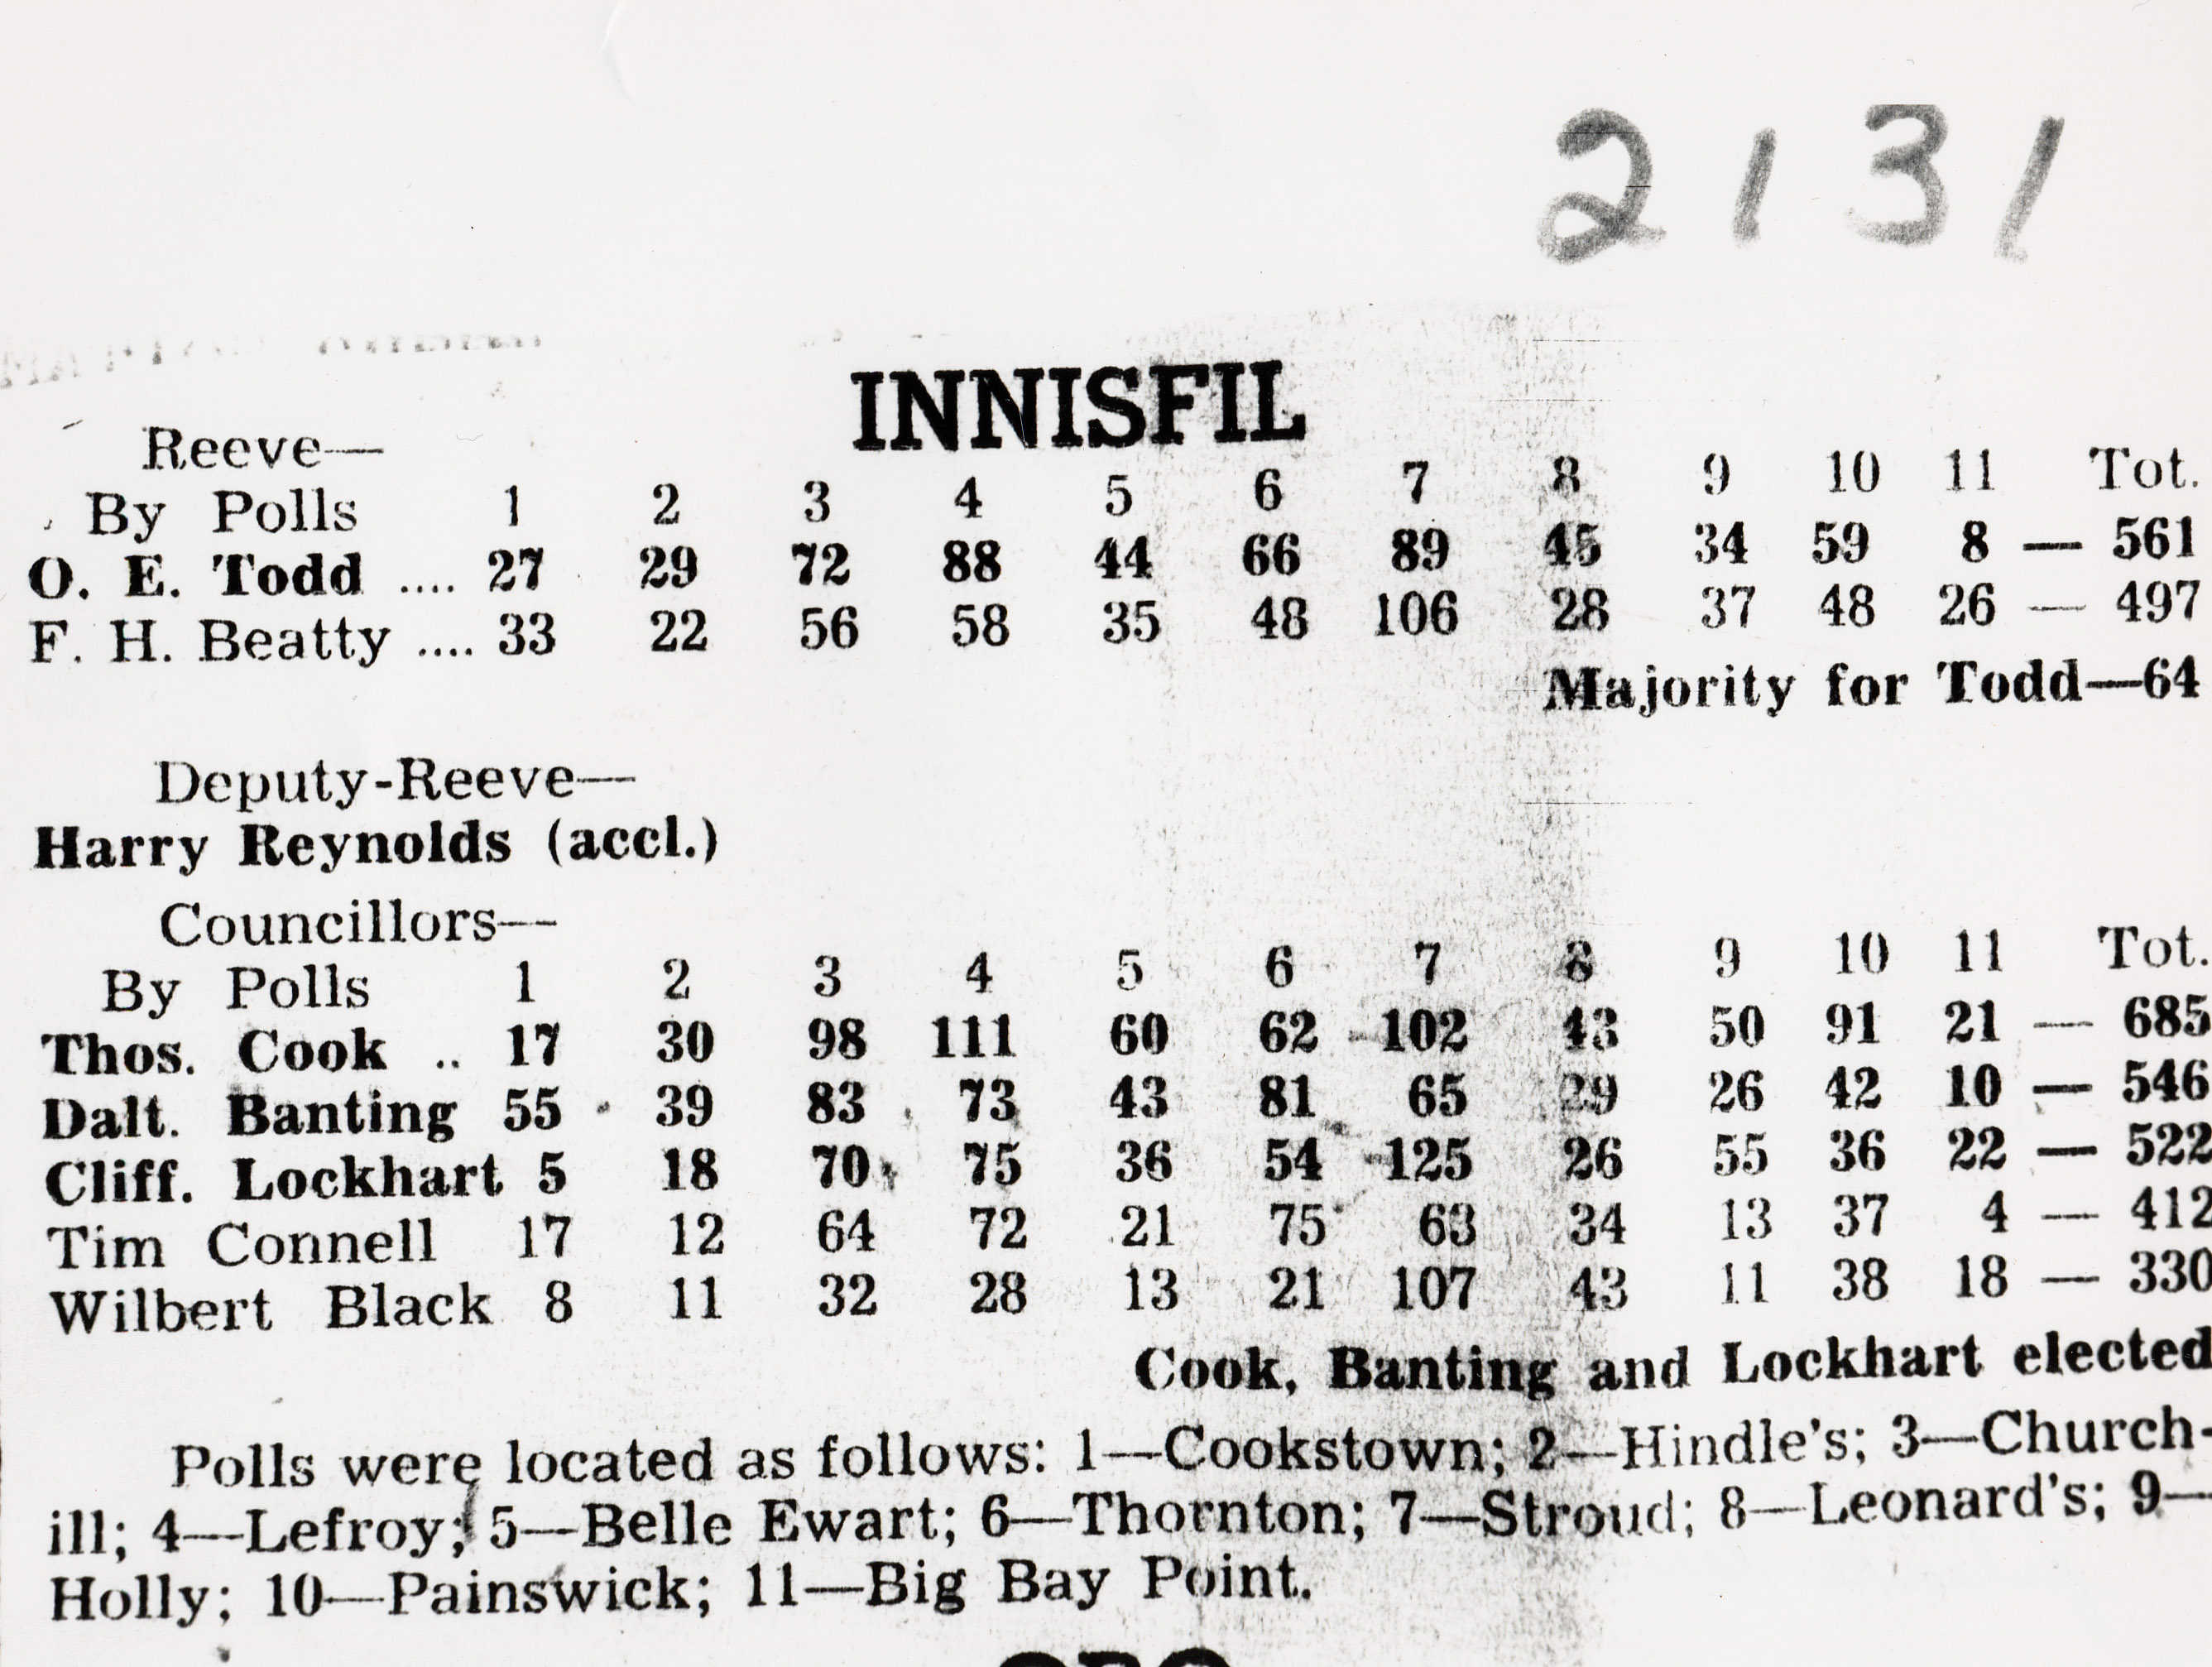 2131
INNISFIL
Reeve—
By Polls 1 2 3 4 5 6 7 8 9 10 11 Tot.
O. E. Todd .... 27 29 72 88 44 66 89 45 34 59 8 — 561
F. H. Beatty .... 33 22 56 58 35 48 106 28 37 48 26 — 497
Majority for Todd—64
Deputy-Reeve—
Harry Reynolds (accl.)
Councillors—
By Polls 1 2 3 4 5 6 7 8 9 10 11 Tot.
Thos. Cook .. 17 30 98 111 60 62 102 43 50 91 21 — 685
Dalt. Banting 55 39 83 73 43 81 65 29 26 42 10 — 546
Cliff. Lockhart 5 18 70 75 36 54 125 26 55 36 22 — 522
Tim Connell 17 12 64 72 21 75 63 34 13 37 4 — 412
Wilbert Black 8 11 32 28 13 21 107 43 11 38 18 — 330
Cook, Banting and Lockhart elected
Polls were located as follows: 1—Cookstown; 2—Hindle's; 3—Church-
ill; 4—Lefroy; 5—Belle Ewart; 6—Thornton; 7—Stroud; 8—Leonard's; 9—
Holly; 10—Painswick; 11—Big Bay Point.